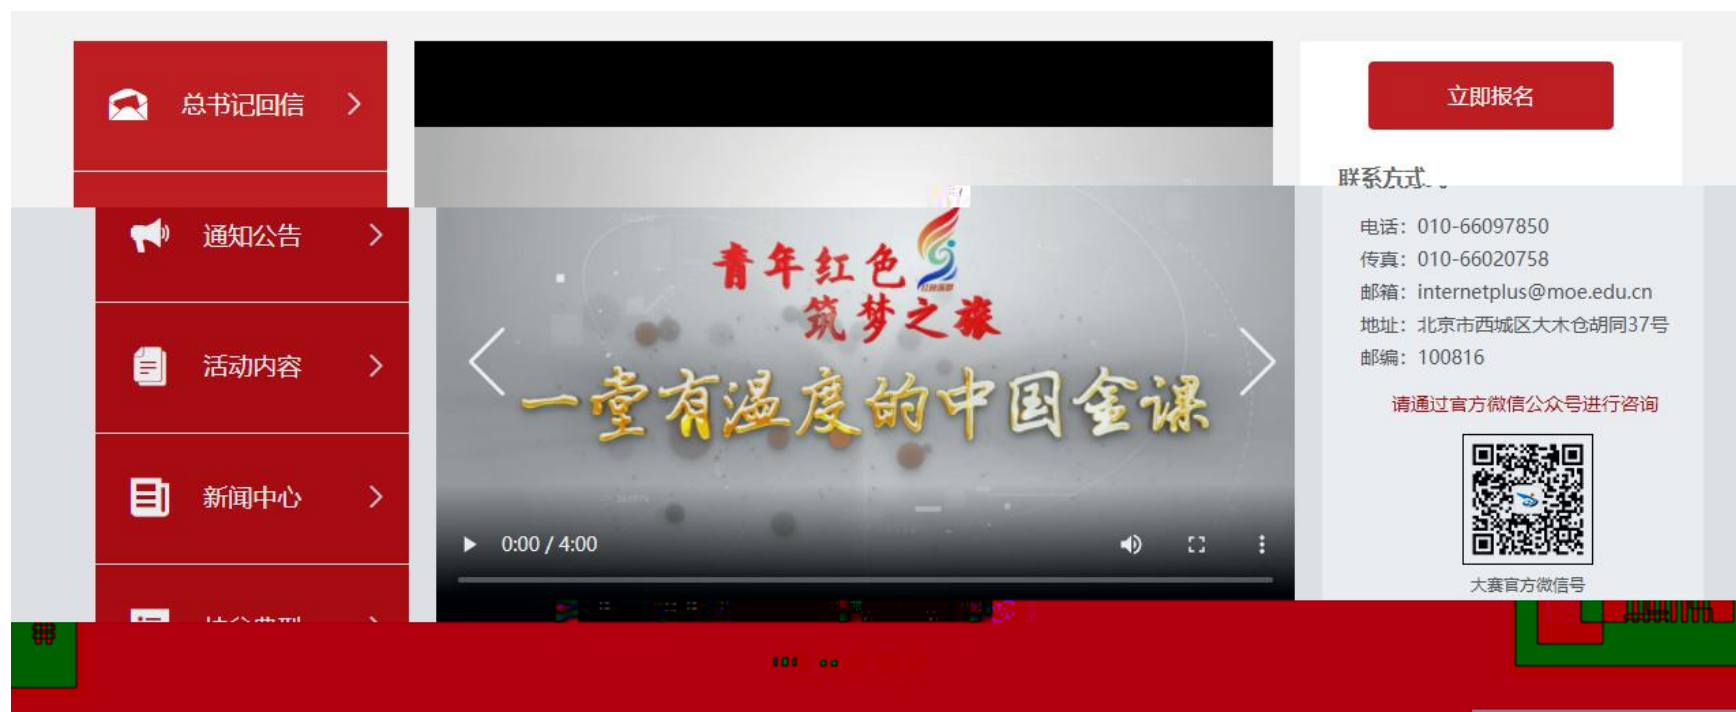 总书记回信
通知公告
活动内容
新闻中心
青年红色
筑梦之旅
一堂有温度的中国金课
0:00 / 4:00
立即报名
联系方式
电话：010-66097850
传真：010-66020758
邮箱：internetplus@moe.edu.cn
地址：北京市西城区大木仓胡同37号
邮编：100816
请通过官方微信公众号进行咨询
大赛官方微信号